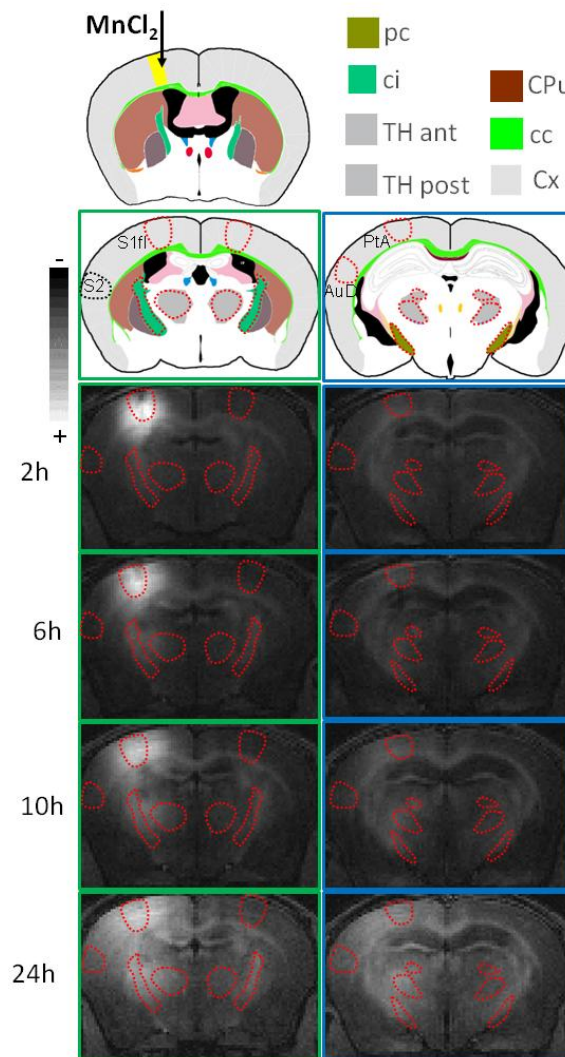 MnCl2
pc
ci
CPu
TH ant
cc
TH post
Cx
-
+
S1fl
S2
PtA
AuD
2h
6h
10h
24h